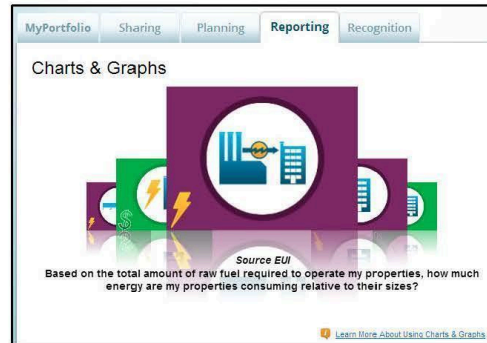 MyPortfolio Sharing Planning Reporting Recognition
Charts & Graphs
Source EUI
Based on the total amount of raw fuel required to operate my properties, how much
energy are my properties consuming relative to their sizes?
Learn More About Using Charts & Graphs